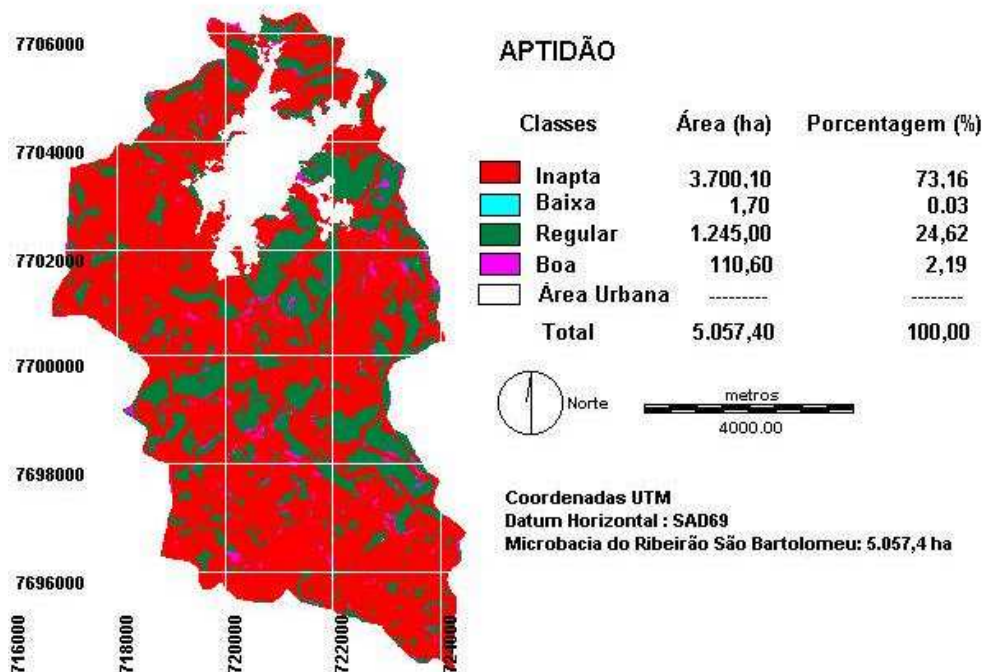 APTIDÃO
Classes Área (ha) Porcentagem (%)
Inapta 3.700,10 73,16
Baixa 1,70 0.03
Regular 1.245,00 24,62
Boa 110,60 2,19
Área Urbana --------- --------
Total 5.057,40 100,00
Norte
metros
4000.00
Coordenadas UTM
Datum Horizontal : SAD69
Microbacia do Ribeirão São Bartolomeu: 5.057,4 ha
7706000
7704000
7702000
7700000
7698000
7696000
716000
718000
720000
722000
724000